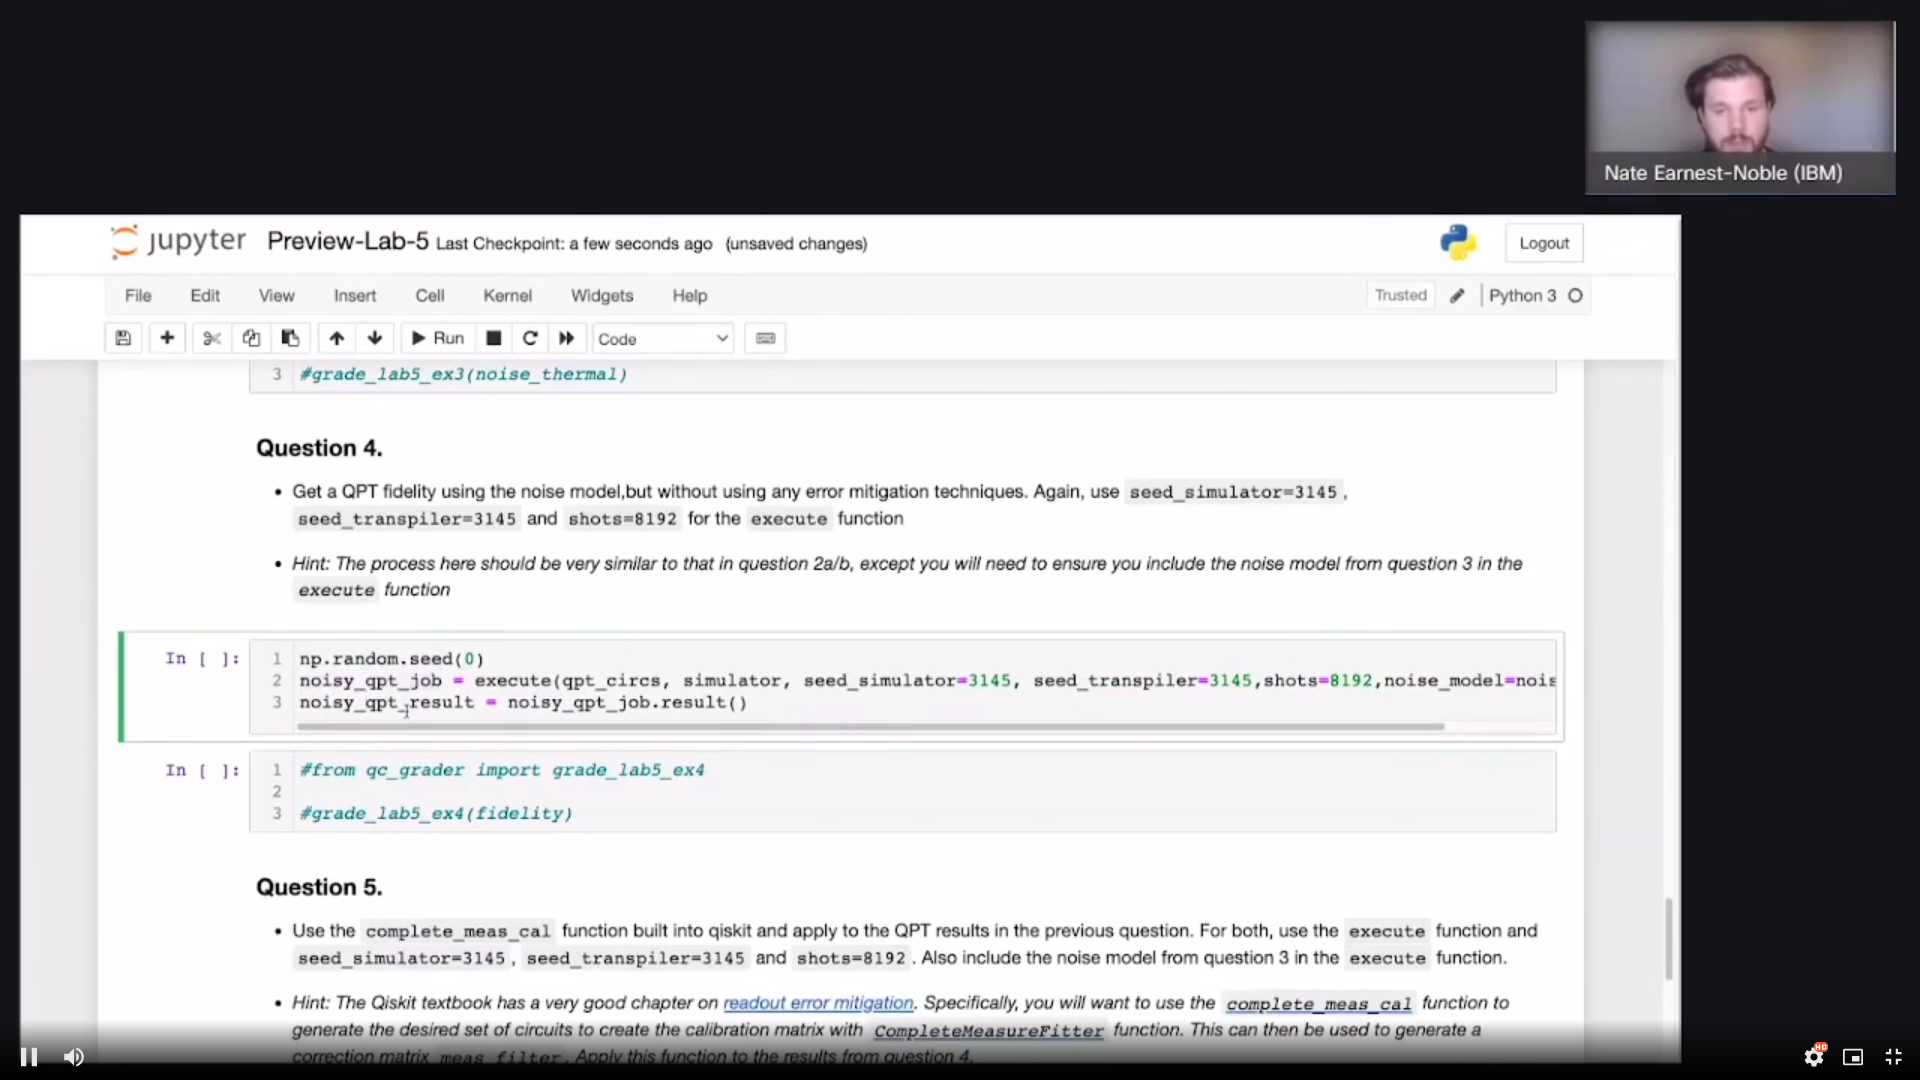 Nate Earnest-Noble (IBM)
jupyter Preview-Lab-5 Last Checkpoint: a few seconds ago (unsaved changes) Logout
File Edit View Insert Cell Kernel Widgets Help Trusted Python 3
Run Code
3 #grade_lab5_ex3(noise_thermal)
Question 4.
• Get a QPT fidelity using the noise model,but without using any error mitigation techniques. Again, use seed_simulator=3145 ,
seed_transpiler=3145 and shots=8192 for the execute function
• Hint: The process here should be very similar to that in question 2a/b, except you will need to ensure you include the noise model from question 3 in the
execute function
In [ ]: 1 np.random.seed(0)
2 noisy_qpt_job = execute(qpt_circs, simulator, seed_simulator=3145, seed_transpiler=3145,shots=8192,noise_model=nois
3 noisy_qpt_result = noisy_qpt_job.result()
In [ ]: 1 #from qc_grader import grade_lab5_ex4
2
3 #grade_lab5_ex4(fidelity)
Question 5.
• Use the complete_meas_cal function built into qiskit and apply to the QPT results in the previous question. For both, use the execute function and
seed_simulator=3145 , seed_transpiler=3145 and shots=8192 . Also include the noise model from question 3 in the execute function.
• Hint: The Qiskit textbook has a very good chapter on readout error mitigation. Specifically, you will want to use the complete_meas_cal function to
generate the desired set of circuits to create the calibration matrix with CompleteMeasureFitter function. This can then be used to generate a
correction matrix meas_filter . Apply this function to the results from question 4.
HD